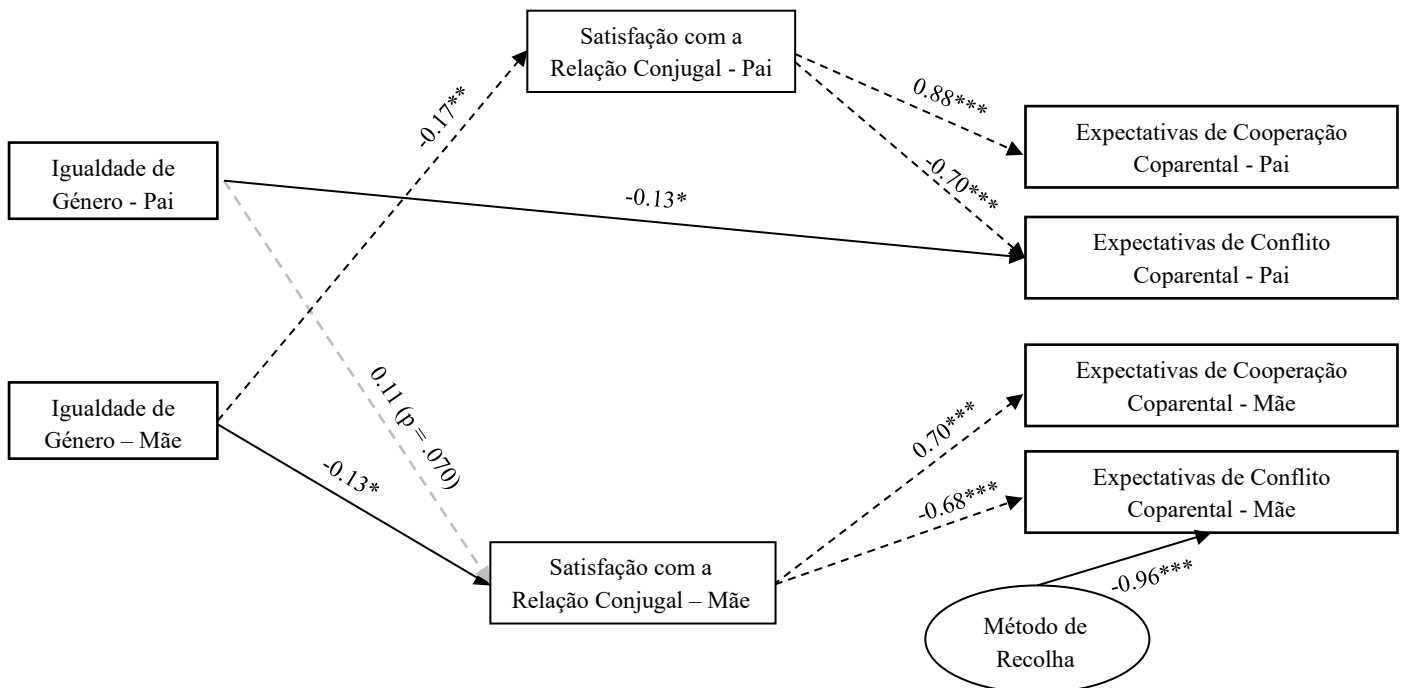 Satisfação com a
Relação Conjugal - Pai
-0.17**
0.88***
Expectativas de Cooperação
Coparental - Pai
Igualdade de
Género - Pai
-0.70***
-0.13*
Expectativas de Conflito
Coparental - Pai
Expectativas de Cooperação
Coparental - Mãe
Igualdade de
Género – Mãe
0.11 (p = .070)
0.70***
-0.13*
Expectativas de Conflito
Coparental - Mãe
-0.68***
Satisfação com a
Relação Conjugal – Mãe
-0.96***
Método de
Recolha